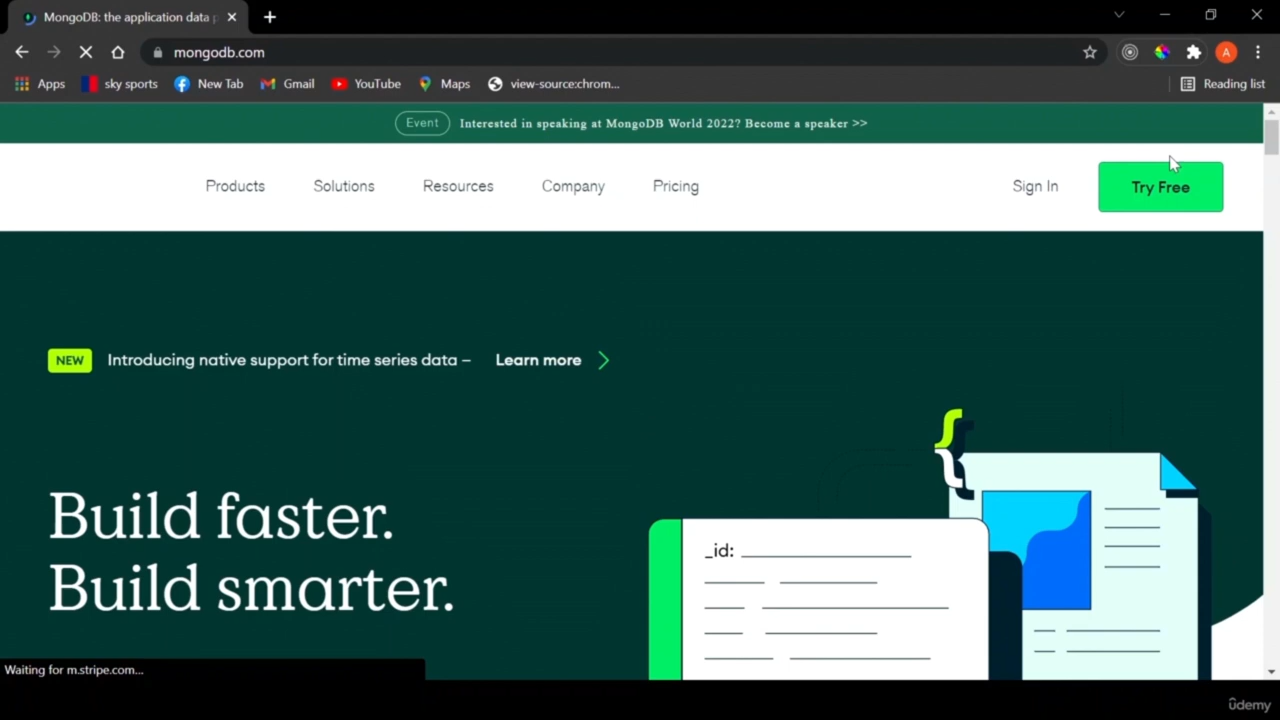 MongoDB: the application data p
mongodb.com
A
Apps
sky sports
New Tab
Gmail
YouTube
Maps
view-source:chrom...
Reading list
Event
Interested in speaking at MongoDB World 2022? Become a speaker >>
Products
Solutions
Resources
Company
Pricing
Sign In
Try Free
NEW
Introducing native support for time series data –
Learn more
Build faster.
Build smarter.
_id:
Waiting for m.stripe.com...
ûdemy